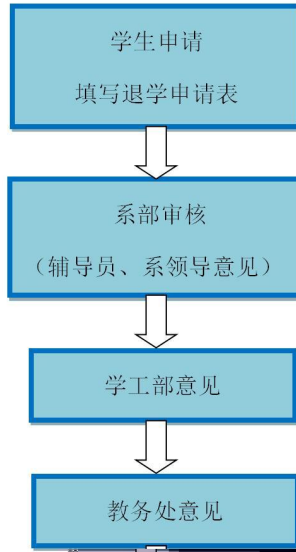 学生申请
填写退学申请表
系部审核
（辅导员、系领导意见）
学工部意见
教务处意见